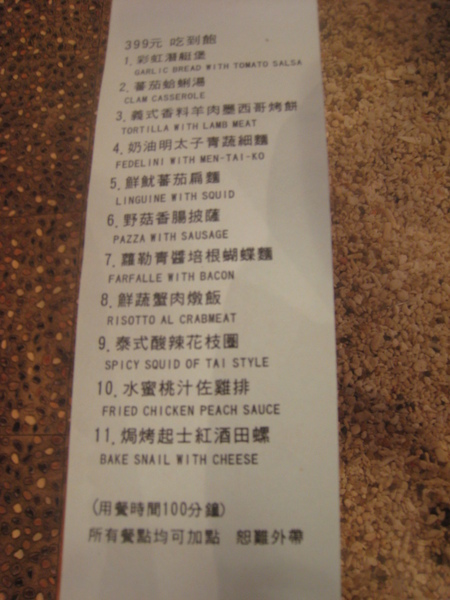 399元 吃到飽
1. 彩虹潛艇堡
GARLIC BREAD WITH TOMATO SALSA
2. 蕃茄蛤蜊湯
CLAM CASSEROLE
3. 義式香料羊肉墨西哥烤餅
TORTILLA WITH LAMB MEAT
4. 奶油明太子青蔬細麵
FEDELINI WITH MEN-TAI-KO
5. 鮮魷蕃茄扁麵
LINGUINE WITH SQUID
6. 野菇香腸披薩
PAZZA WITH SAUSAGE
7. 蘿勒青醬培根蝴蝶麵
FARFALLE WITH BACON
8. 鮮蔬蟹肉燉飯
RISOTTO AL CRABMEAT
9. 泰式酸辣花枝圈
SPICY SQUID OF TAI STYLE
10. 水蜜桃汁佐雞排
FRIED CHICKEN PEACH SAUCE
11. 焗烤起士紅酒田螺
BAKE SNAIL WITH CHEESE
(用餐時間100分鐘)
所有餐點均可加點 恕難外帶